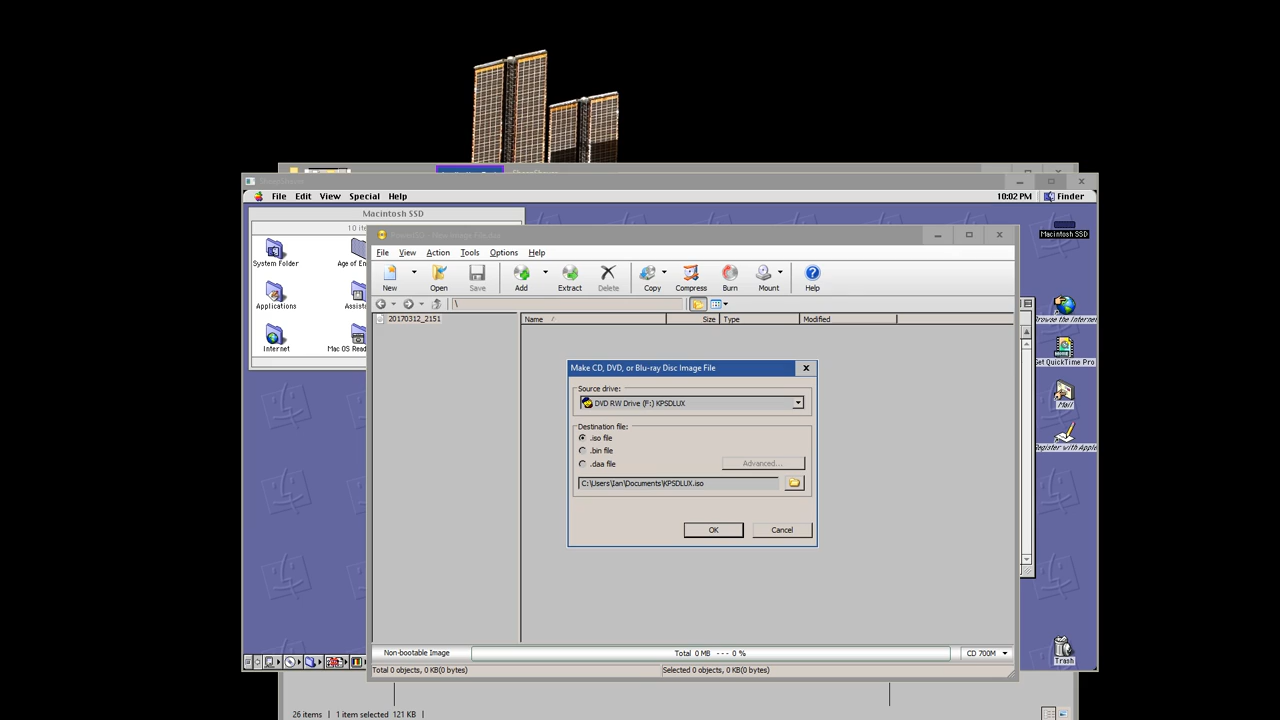 File Edit View Special Help 10:02 PM Finder
Macintosh SSD
Macintosh SSD
System Folder
Applications
Internet
File View Action Tools Options Help
New Open Save Add Extract Delete Copy Compress Burn Mount Help
\
20170312_2151
Name / Size Type Modified
Make CD, DVD, or Blu-ray Disc Image File
Source drive:
DVD RW Drive (F:) KPSDLUX
Destination file:
.iso file
.bin file
.daa file
Advanced...
C:\Users\Ian\Documents\KPSDLUX.iso
OK Cancel
Browse the Internet
Get QuickTime Pro
Mail
Register with Apple
Trash
Non-bootable Image Total 0 MB --- 0 % CD 700M
Total 0 objects, 0 KB(0 bytes) Selected 0 objects, 0 KB(0 bytes)
26 items 1 item selected 121 KB